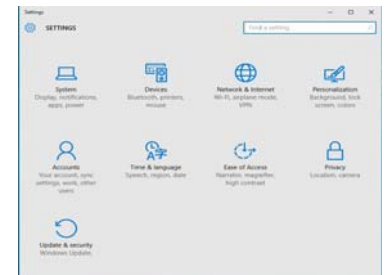 Settings
SETTINGS
Find a setting
System
Display, notifications,
apps, power
Devices
Bluetooth, printers,
mouse
Network & Internet
Wi-Fi, airplane mode,
VPN
Personalization
Background, lock
screen, colors
Accounts
Your account, sync
settings, work, other
users
Time & language
Speech, region, date
Ease of Access
Narrator, magnifier,
high contrast
Privacy
Location, camera
Update & security
Windows Update,